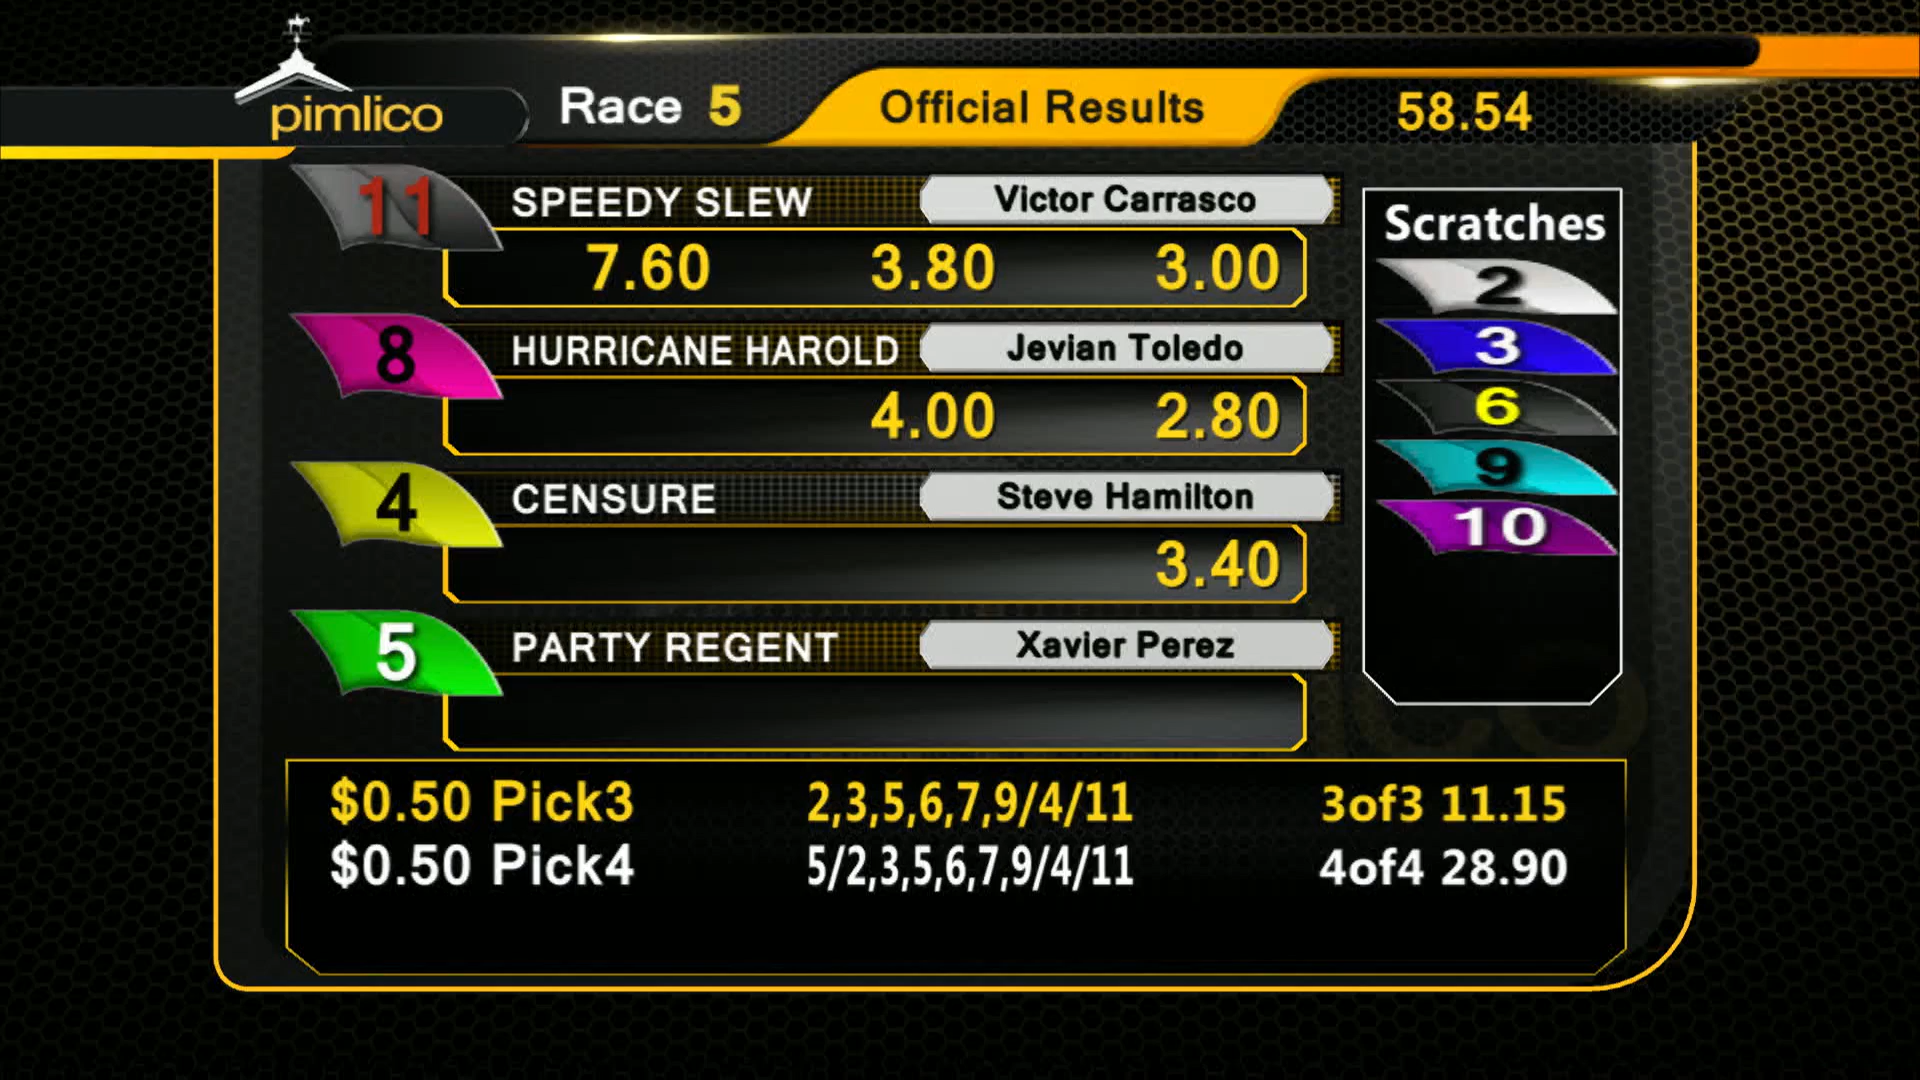 pimlico Race 5 Official Results 58.54
11 SPEEDY SLEW Victor Carrasco
7.60 3.80 3.00
8 HURRICANE HAROLD Jevian Toledo
4.00 2.80
4 CENSURE Steve Hamilton
3.40
5 PARTY REGENT Xavier Perez
Scratches
2
3
6
9
10
$0.50 Pick3 2,3,5,6,7,9/4/11 3of3 11.15
$0.50 Pick4 5/2,3,5,6,7,9/4/11 4of4 28.90